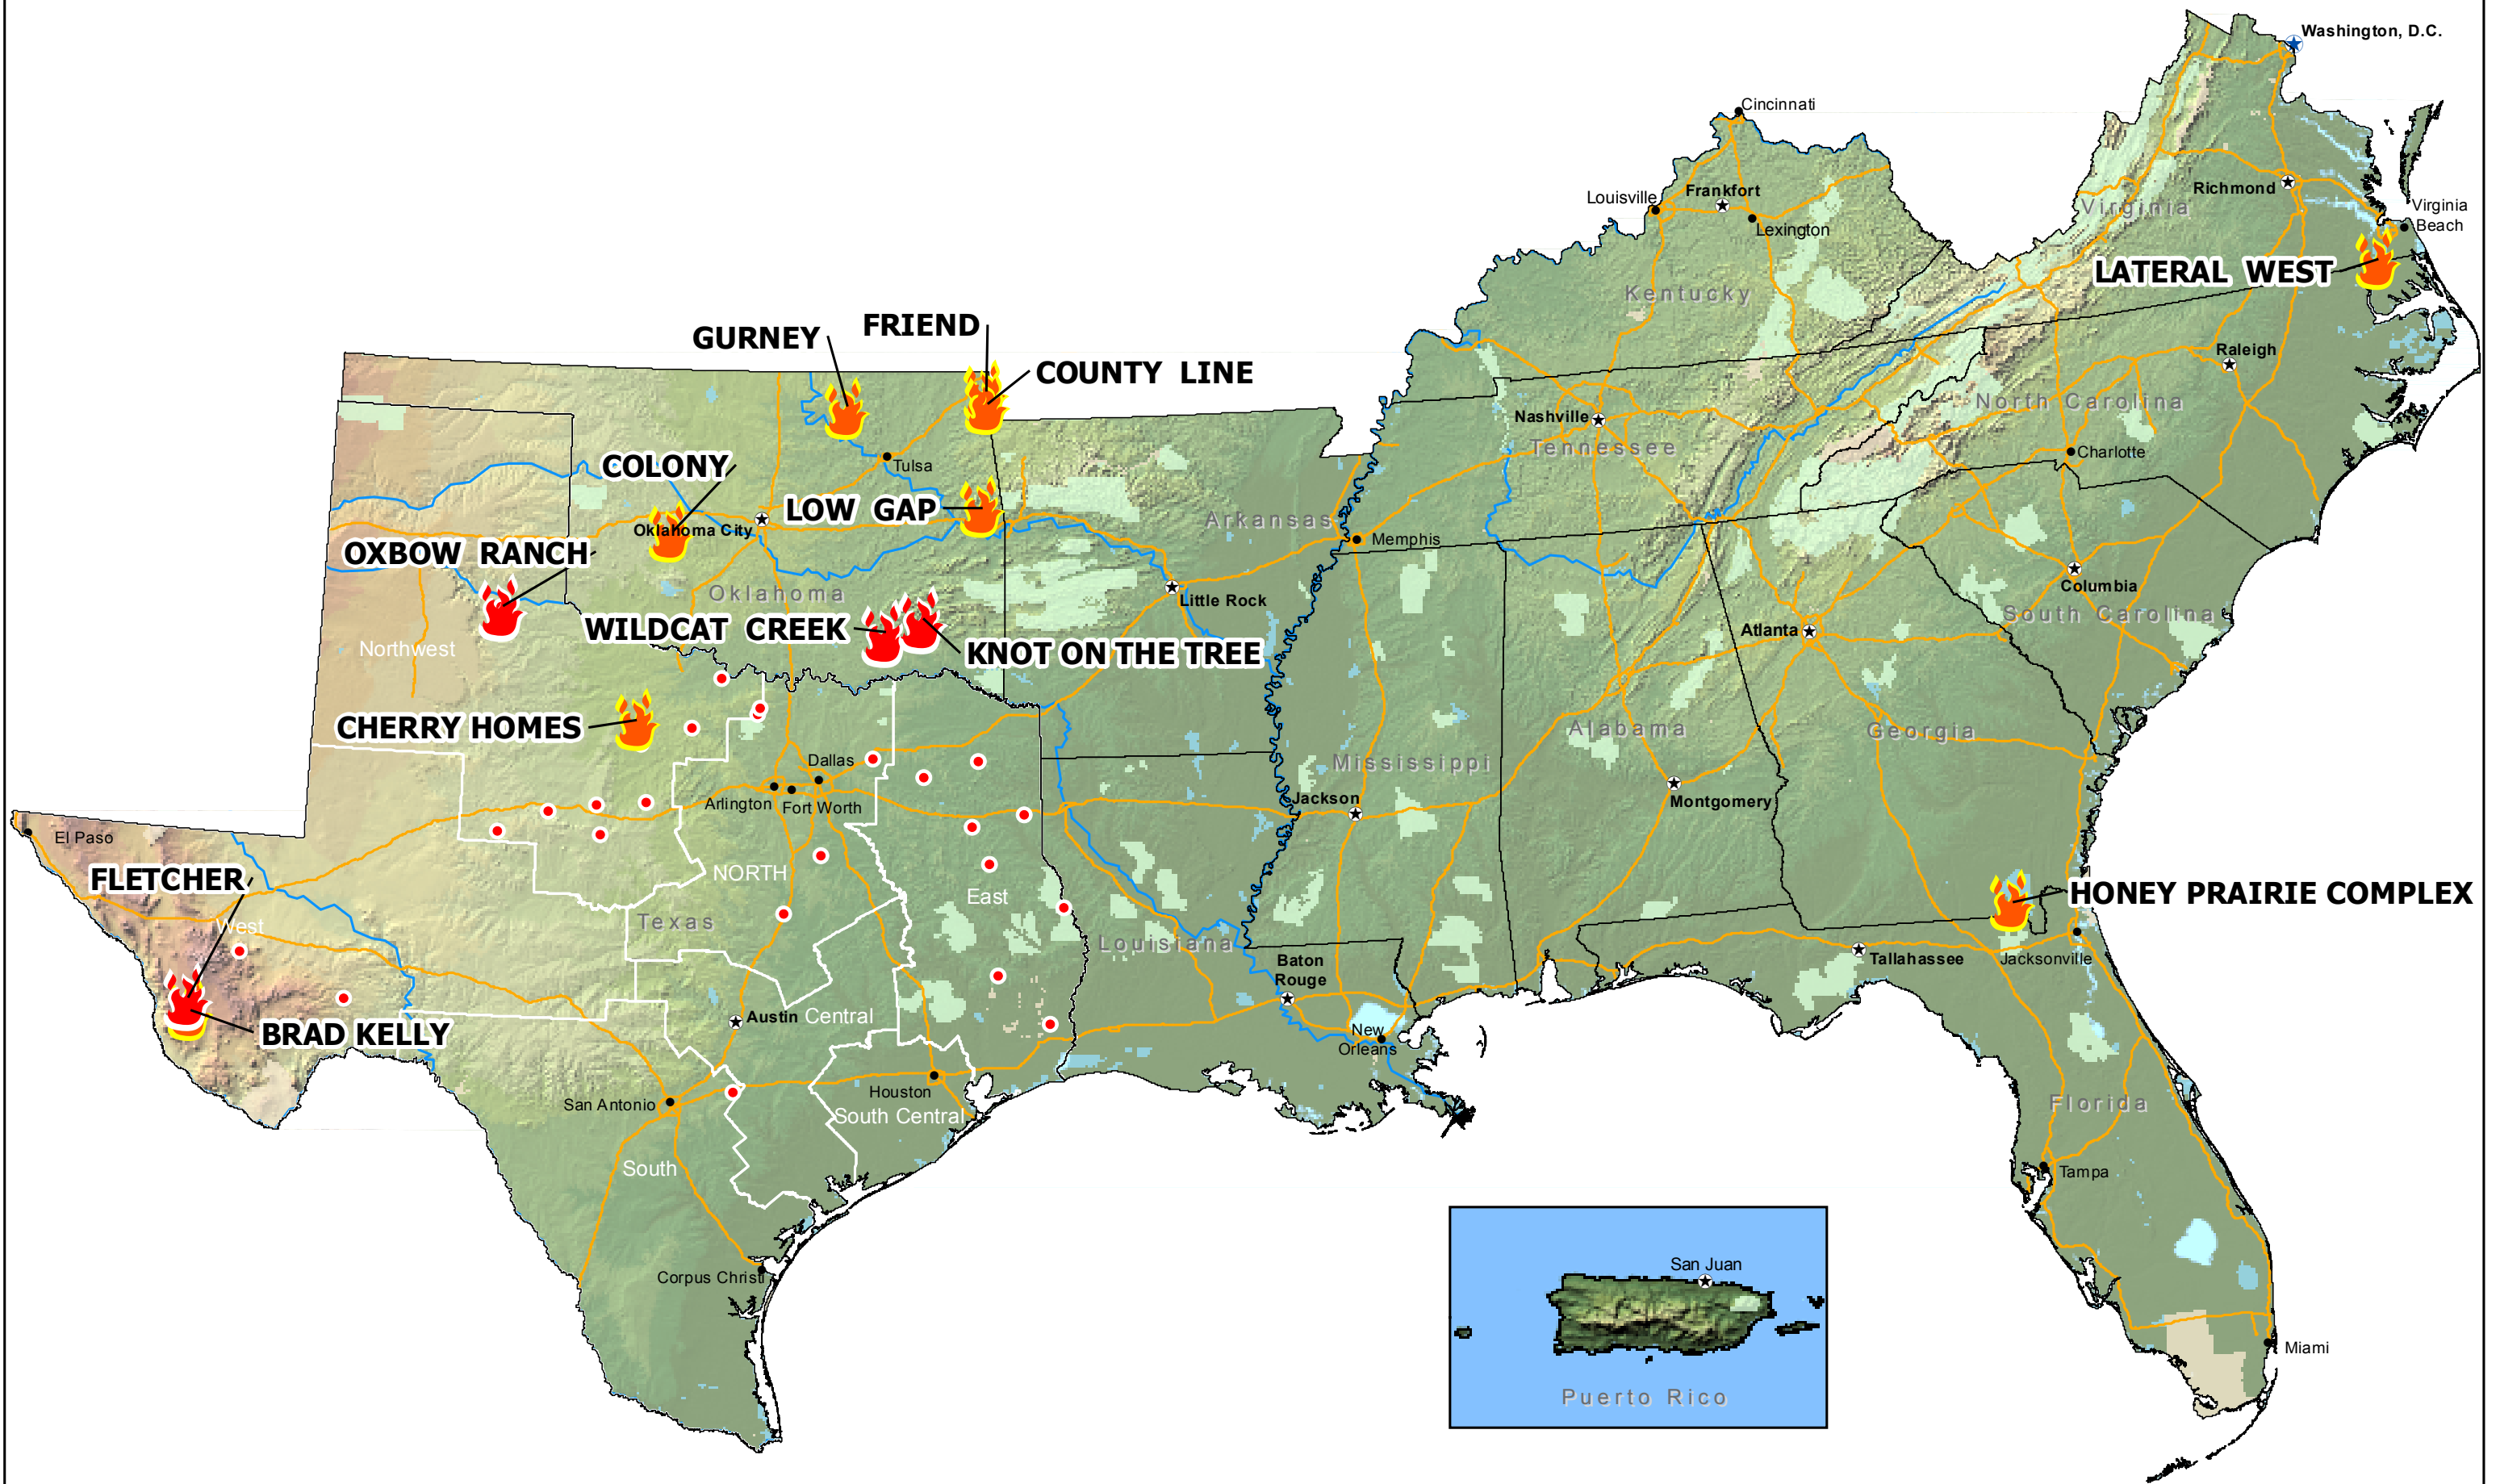 Washington, D.C.
Cincinnati
Louisville
Frankfort
Lexington
Richmond
Virginia
Virginia
Beach
LATERAL WEST
Kentucky
GURNEY
FRIEND
COUNTY LINE
Raleigh
North Carolina
Nashville
Tennessee
Charlotte
COLONY
Tulsa
LOW GAP
Arkansas
Oklahoma City
Memphis
OXBOW RANCH
Oklahoma
Little Rock
Columbia
South Carolina
WILDCAT CREEK
Atlanta
Northwest
KNOT ON THE TREE
CHERRY HOMES
Alabama
Georgia
Dallas
Mississippi
Arlington
Fort Worth
Jackson
Montgomery
El Paso
FLETCHER
NORTH
East
HONEY PRAIRIE COMPLEX
West
Texas
Louisiana
Baton
Rouge
Tallahassee
Jacksonville
BRAD KELLY
Austin
Central
New
Orleans
San Antonio
Houston
South Central
Florida
South
Tampa
Corpus Christi
San Juan
Miami
Puerto Rico